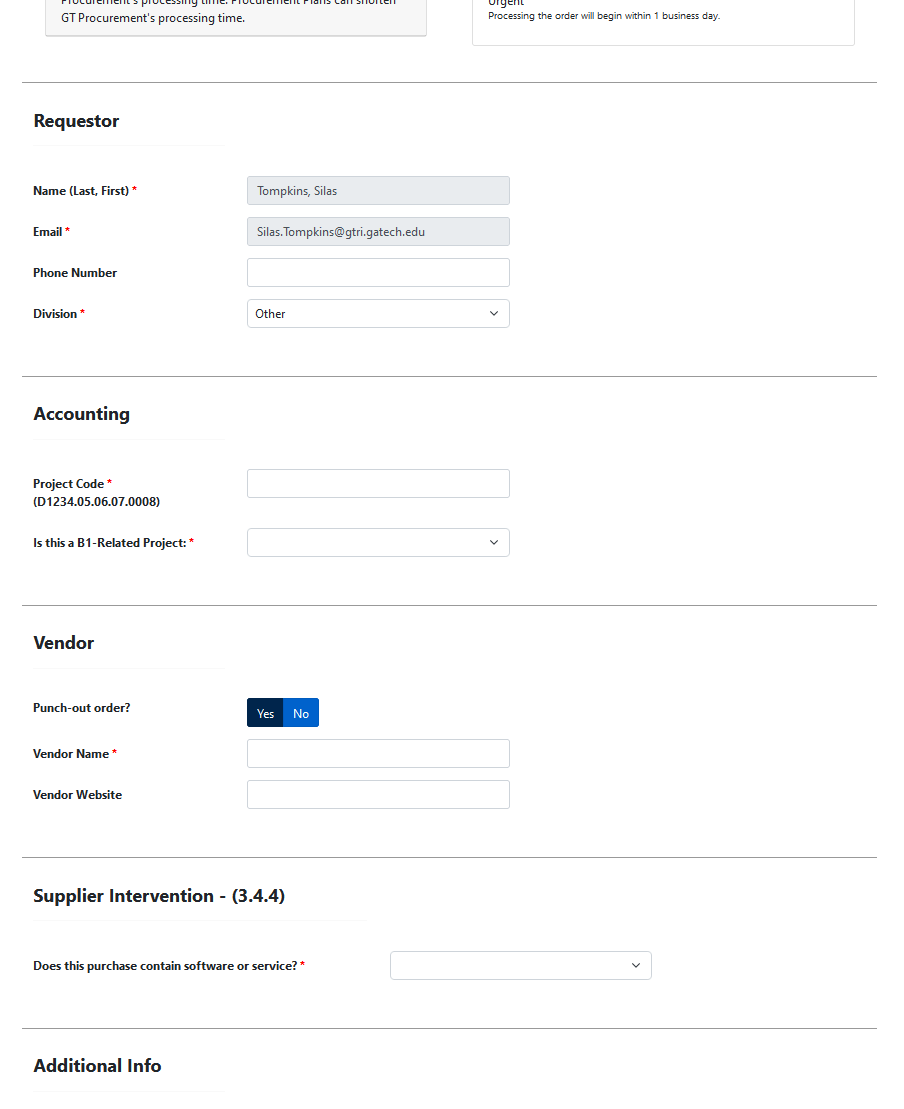 Procurement's processing time. Procurement Plans can shorten
GT Procurement's processing time.
Urgent
Processing the order will begin within 1 business day.
Requestor
Name (Last, First) *
Tompkins, Silas
Email *
Silas.Tompkins@gtri.gatech.edu
Phone Number
Division *
Other
Accounting
Project Code *
(D1234.05.06.07.0008)
Is this a B1-Related Project: *
Vendor
Punch-out order?
Yes No
Vendor Name *
Vendor Website
Supplier Intervention - (3.4.4)
Does this purchase contain software or service? *
Additional Info